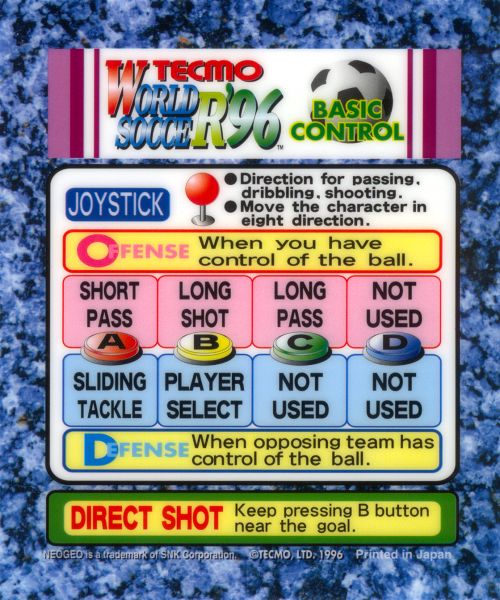 TECMO
WORLD
SOCCER'96 ™
BASIC
CONTROL
JOYSTICK
●Direction for passing,
dribbling, shooting.
●Move the character in
eight direction.
OFFENSE When you have
control of the ball.
SHORT PASS
LONG SHOT
LONG PASS
NOT USED
A B C D
SLIDING TACKLE
PLAYER SELECT
NOT USED
NOT USED
DEFENSE When opposing team has
control of the ball.
DIRECT SHOT Keep pressing B button
near the goal.
NEOGEO is a trademark of SNK Corporation. ©TECMO, LTD. 1996 Printed in Japan